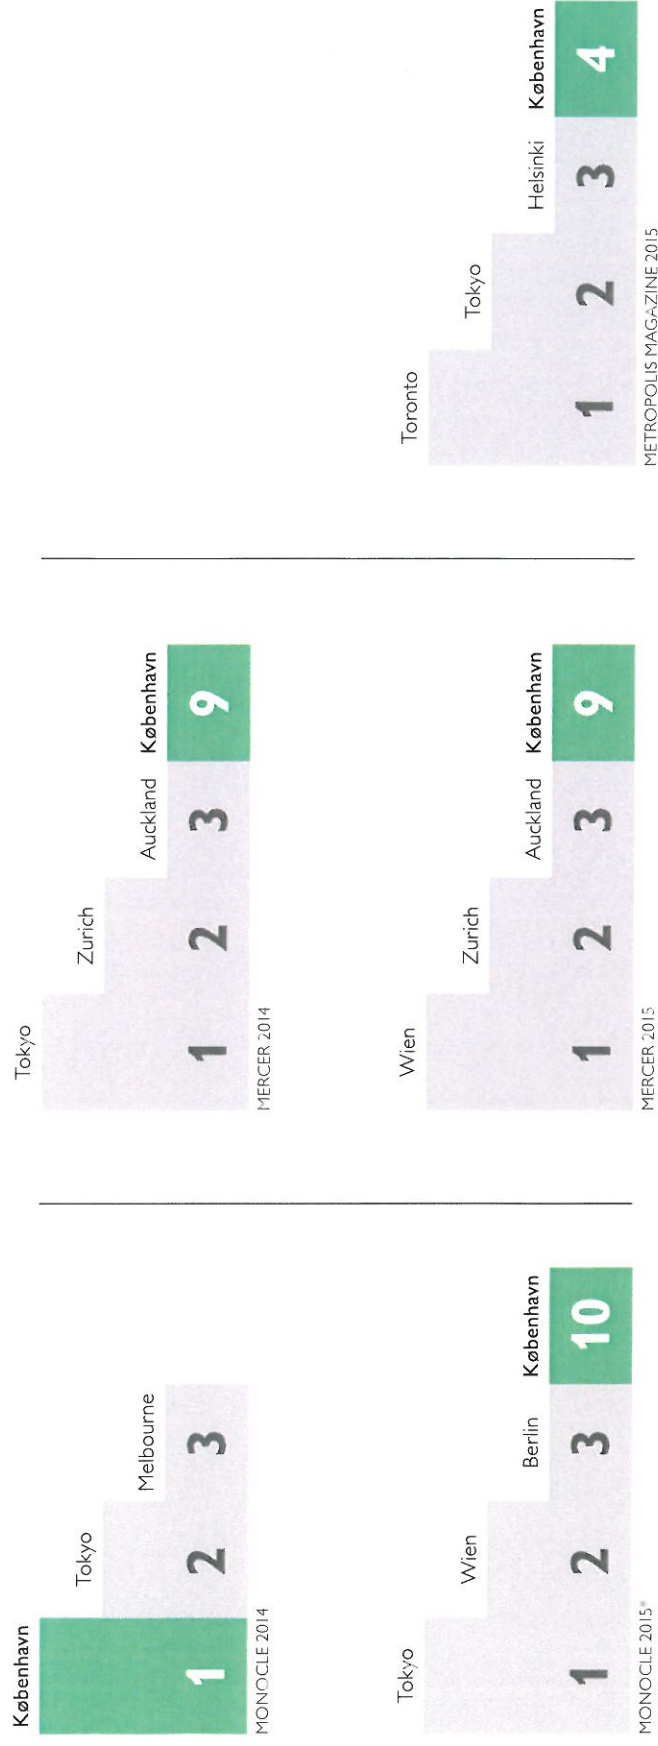 København
Tokyo
Melbourne
1 2 3
MONOCLE 2014
Tokyo
Wien
Berlin
København
1 2 3 10
MONOCLE 2015*
Tokyo
Zurich
Auckland
København
1 2 3 9
MERCER 2014
Wien
Zurich
Auckland
København
1 2 3 9
MERCER 2015
Toronto
Tokyo
Helsinki
København
1 2 3 4
METROPOLIS MAGAZINE 2015